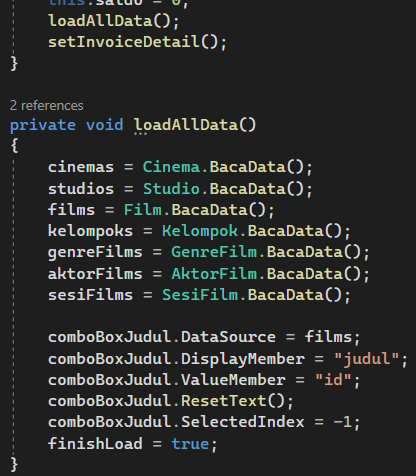 this.saldo = 0;
loadAllData();
setInvoiceDetail();
}
2 references
private void loadAllData()
{
cinemas = Cinema.BacaData();
studios = Studio.BacaData();
films = Film.BacaData();
kelompoks = Kelompok.BacaData();
genreFilms = GenreFilm.BacaData();
aktorFilms = AktorFilm.BacaData();
sesiFilms = SesiFilm.BacaData();
comboBoxJudul.DataSource = films;
comboBoxJudul.DisplayMember = "judul";
comboBoxJudul.ValueMember = "id";
comboBoxJudul.ResetText();
comboBoxJudul.SelectedIndex = -1;
finishLoad = true;
}